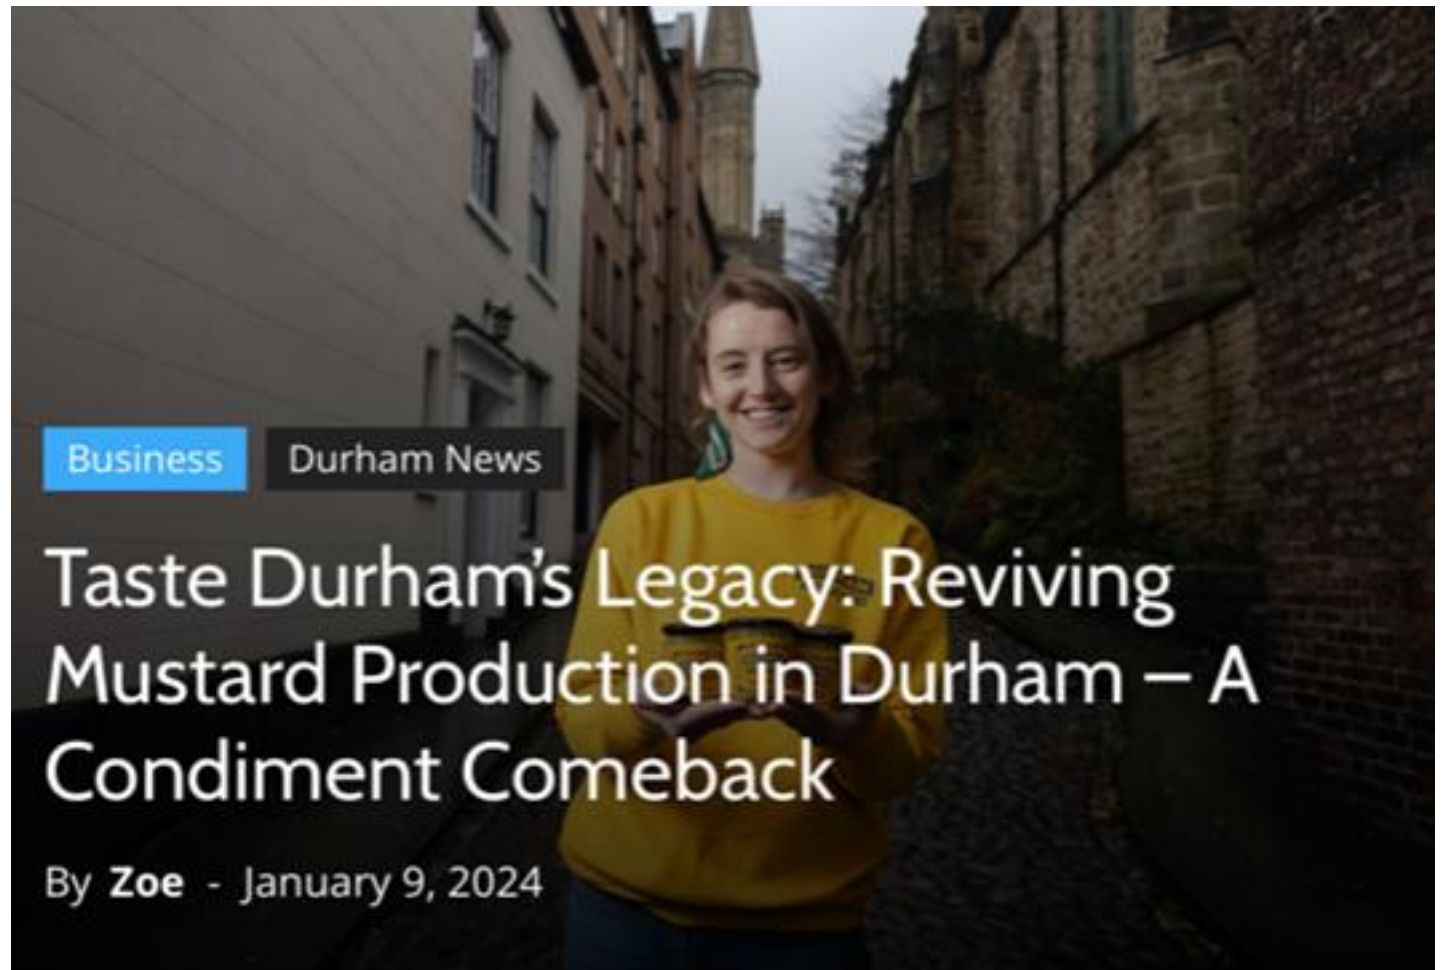 Business
Durham News
Taste Durham’s Legacy: Reviving
Mustard Production in Durham – A
Condiment Comeback
By Zoe - January 9, 2024